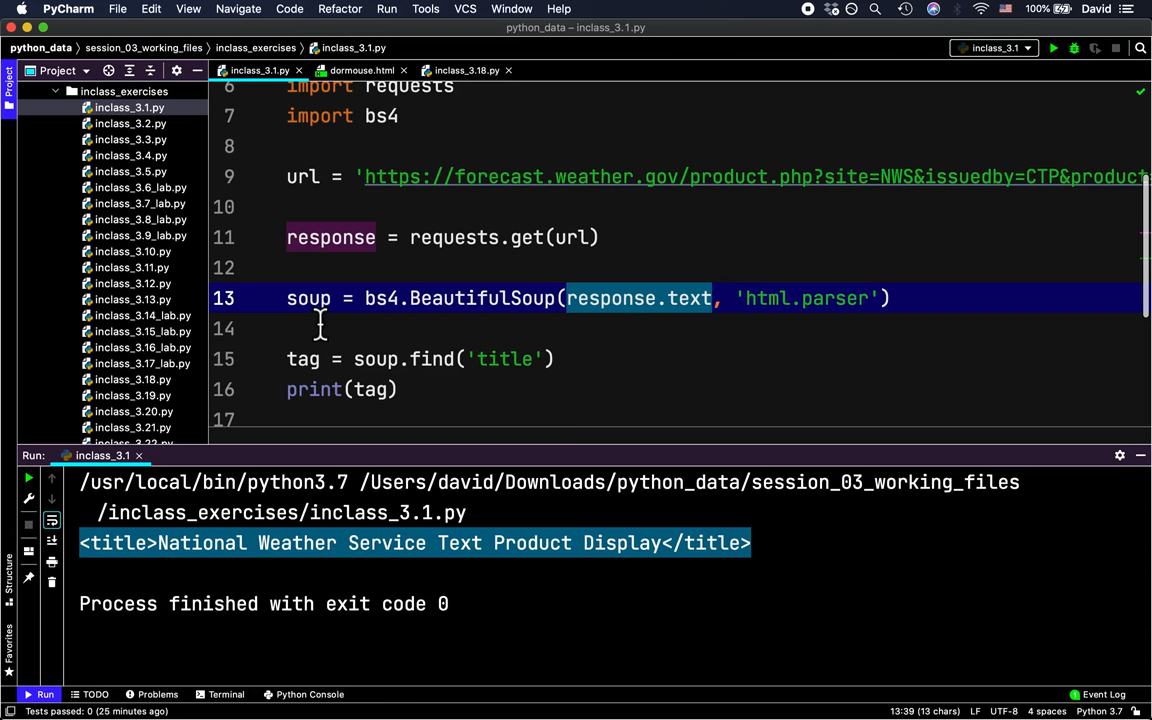 PyCharm File Edit View Navigate Code Refactor Run Tools VCS Window Help 100% David
python_data – inclass_3.1.py
python_data session_03_working_files inclass_exercises inclass_3.1.py inclass_3.1
Project inclass_3.1.py dormouse.html inclass_3.18.py
Project
inclass_exercises
inclass_3.1.py
inclass_3.2.py
inclass_3.3.py
inclass_3.4.py
inclass_3.5.py
inclass_3.6_lab.py
inclass_3.7_lab.py
inclass_3.8_lab.py
inclass_3.9_lab.py
inclass_3.10.py
inclass_3.11.py
inclass_3.12.py
inclass_3.13.py
inclass_3.14_lab.py
inclass_3.15_lab.py
inclass_3.16_lab.py
inclass_3.17_lab.py
inclass_3.18.py
inclass_3.19.py
inclass_3.20.py
inclass_3.21.py
inclass_3.22.py
6 import requests
7 import bs4
8
9 url = 'https://forecast.weather.gov/product.php?site=NWS&issuedby=CTP&product
10
11 response = requests.get(url)
12
13 soup = bs4.BeautifulSoup(response.text, 'html.parser')
14
15 tag = soup.find('title')
16 print(tag)
17
Run: inclass_3.1
/usr/local/bin/python3.7 /Users/david/Downloads/python_data/session_03_working_files
/inclass_exercises/inclass_3.1.py
<title>National Weather Service Text Product Display</title>
Process finished with exit code 0
Structure
Favorites
Run TODO Problems Terminal Python Console 1 Event Log
Tests passed: 0 (25 minutes ago) 13:39 (13 chars) LF UTF-8 4 spaces Python 3.7